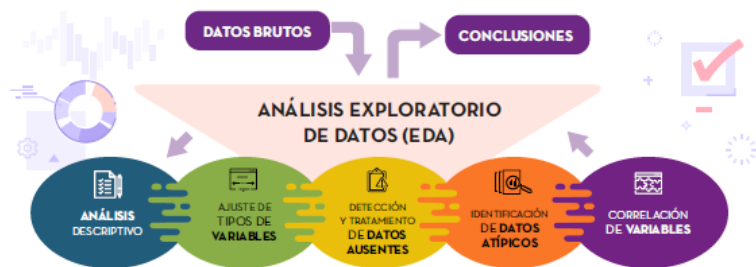 DATOS BRUTOS
CONCLUSIONES
ANÁLISIS EXPLORATORIO
DE DATOS (EDA)
ANÁLISIS
DESCRIPTIVO
AJUSTE DE
TIPOS DE
VARIABLES
DETECCIÓN
Y TRATAMIENTO
DE DATOS
AUSENTES
IDENTIFICACIÓN
DE DATOS
ATÍPICOS
CORRELACIÓN
DE VARIABLES